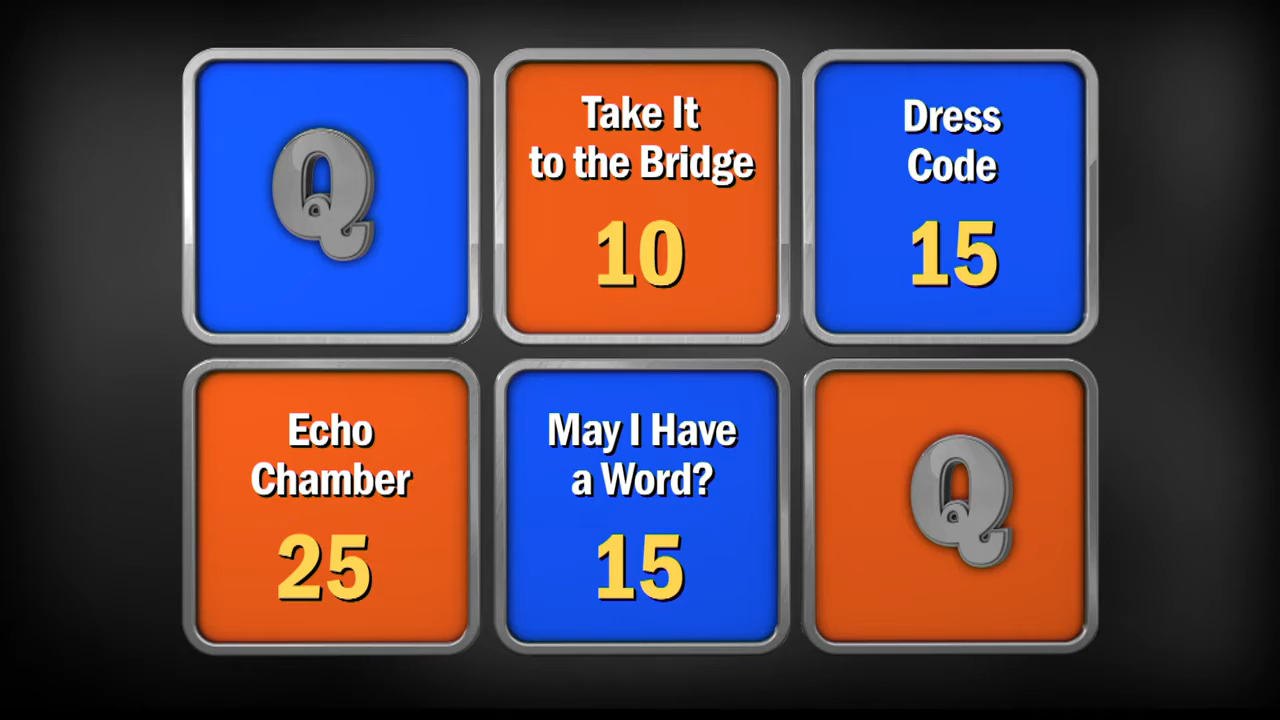 Q
Take It
to the Bridge
10
Dress
Code
15
Echo
Chamber
25
May I Have
a Word?
15
Q